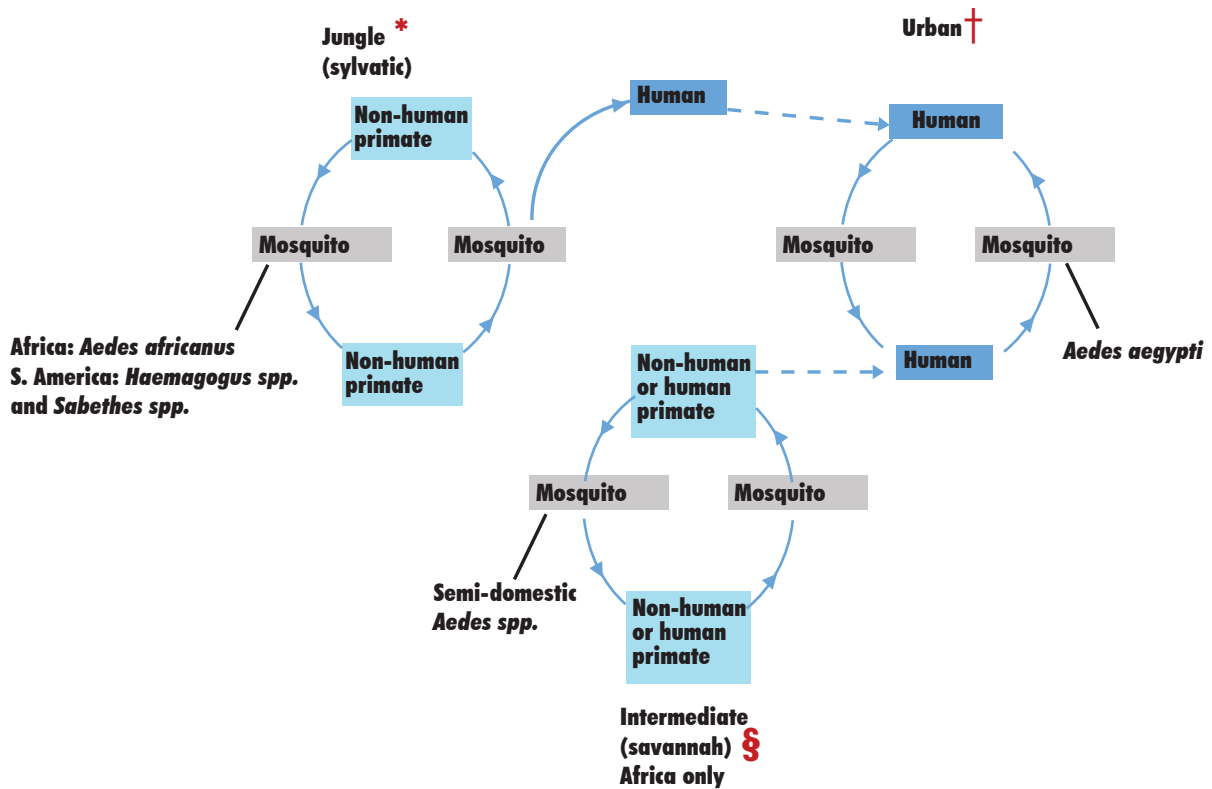 Jungle *
(sylvatic)
Urban †
Non-human
primate
Human
Human
Mosquito
Mosquito
Mosquito
Mosquito
Africa: Aedes africanus
S. America: Haemagogus spp.
and Sabethes spp.
Non-human
primate
Non-human
or human
primate
Human
Aedes aegypti
Mosquito
Mosquito
Semi-domestic
Aedes spp.
Non-human
or human
primate
Intermediate
(savannah) §
Africa only